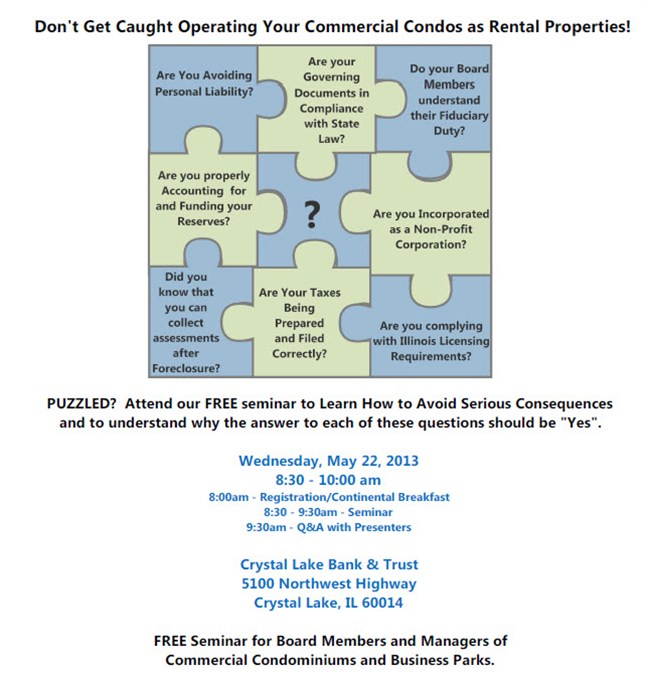 Don't Get Caught Operating Your Commercial Condos as Rental Properties!
Are You Avoiding
Personal Liability?
Are your
Governing
Documents in
Compliance
with State
Law?
Do your Board
Members
understand
their Fiduciary
Duty?
Are you properly
Accounting for
and Funding your
Reserves?
?
Are you Incorporated
as a Non-Profit
Corporation?
Did you
know that
you can
collect
assessments
after
Foreclosure?
Are Your Taxes
Being
Prepared
and Filed
Correctly?
Are you complying
with Illinois Licensing
Requirements?
PUZZLED? Attend our FREE seminar to Learn How to Avoid Serious Consequences
and to understand why the answer to each of these questions should be "Yes".
Wednesday, May 22, 2013
8:30 - 10:00 am
8:00am - Registration/Continental Breakfast
8:30 - 9:30am - Seminar
9:30am - Q&A with Presenters
Crystal Lake Bank & Trust
5100 Northwest Highway
Crystal Lake, IL 60014
FREE Seminar for Board Members and Managers of
Commercial Condominiums and Business Parks.